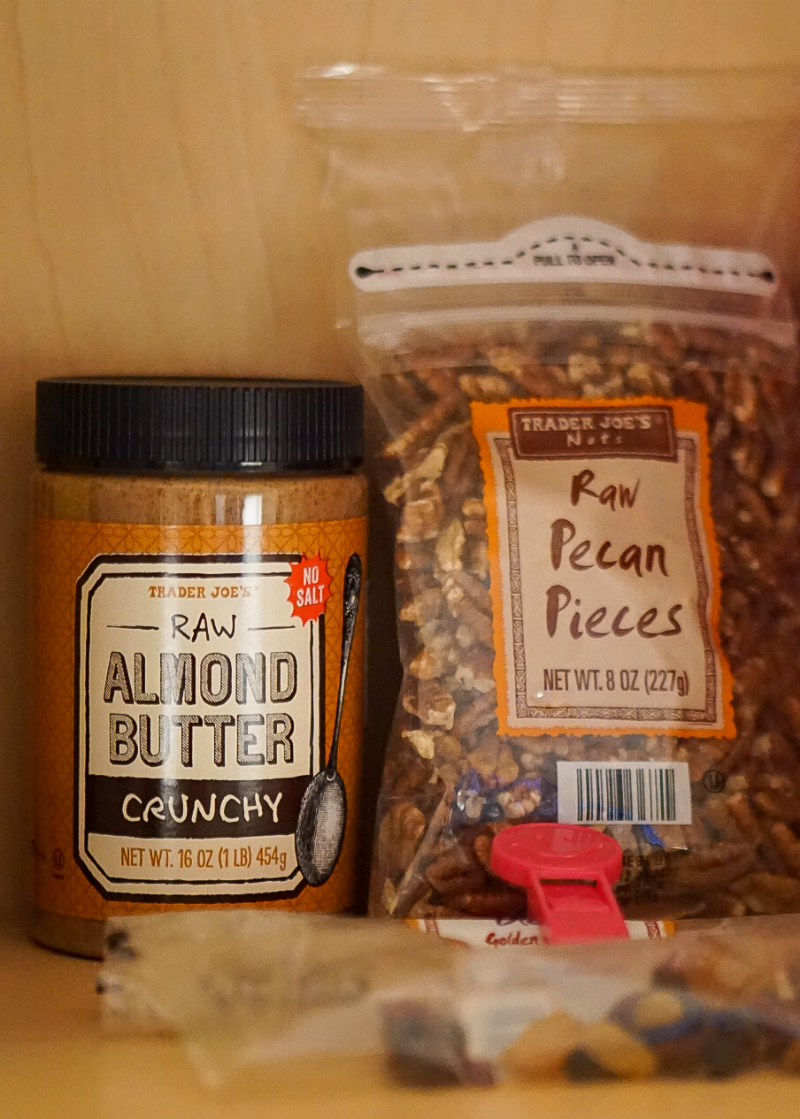 TRADER JOE'S
NO
SALT
RAW
ALMOND
BUTTER
CRUNCHY
NET WT. 16 OZ (1 LB) 454g
PULL TO OPEN
TRADER JOE'S
Nuts
Raw
Pecan
Pieces
NET WT. 8 OZ (227g)
Golden